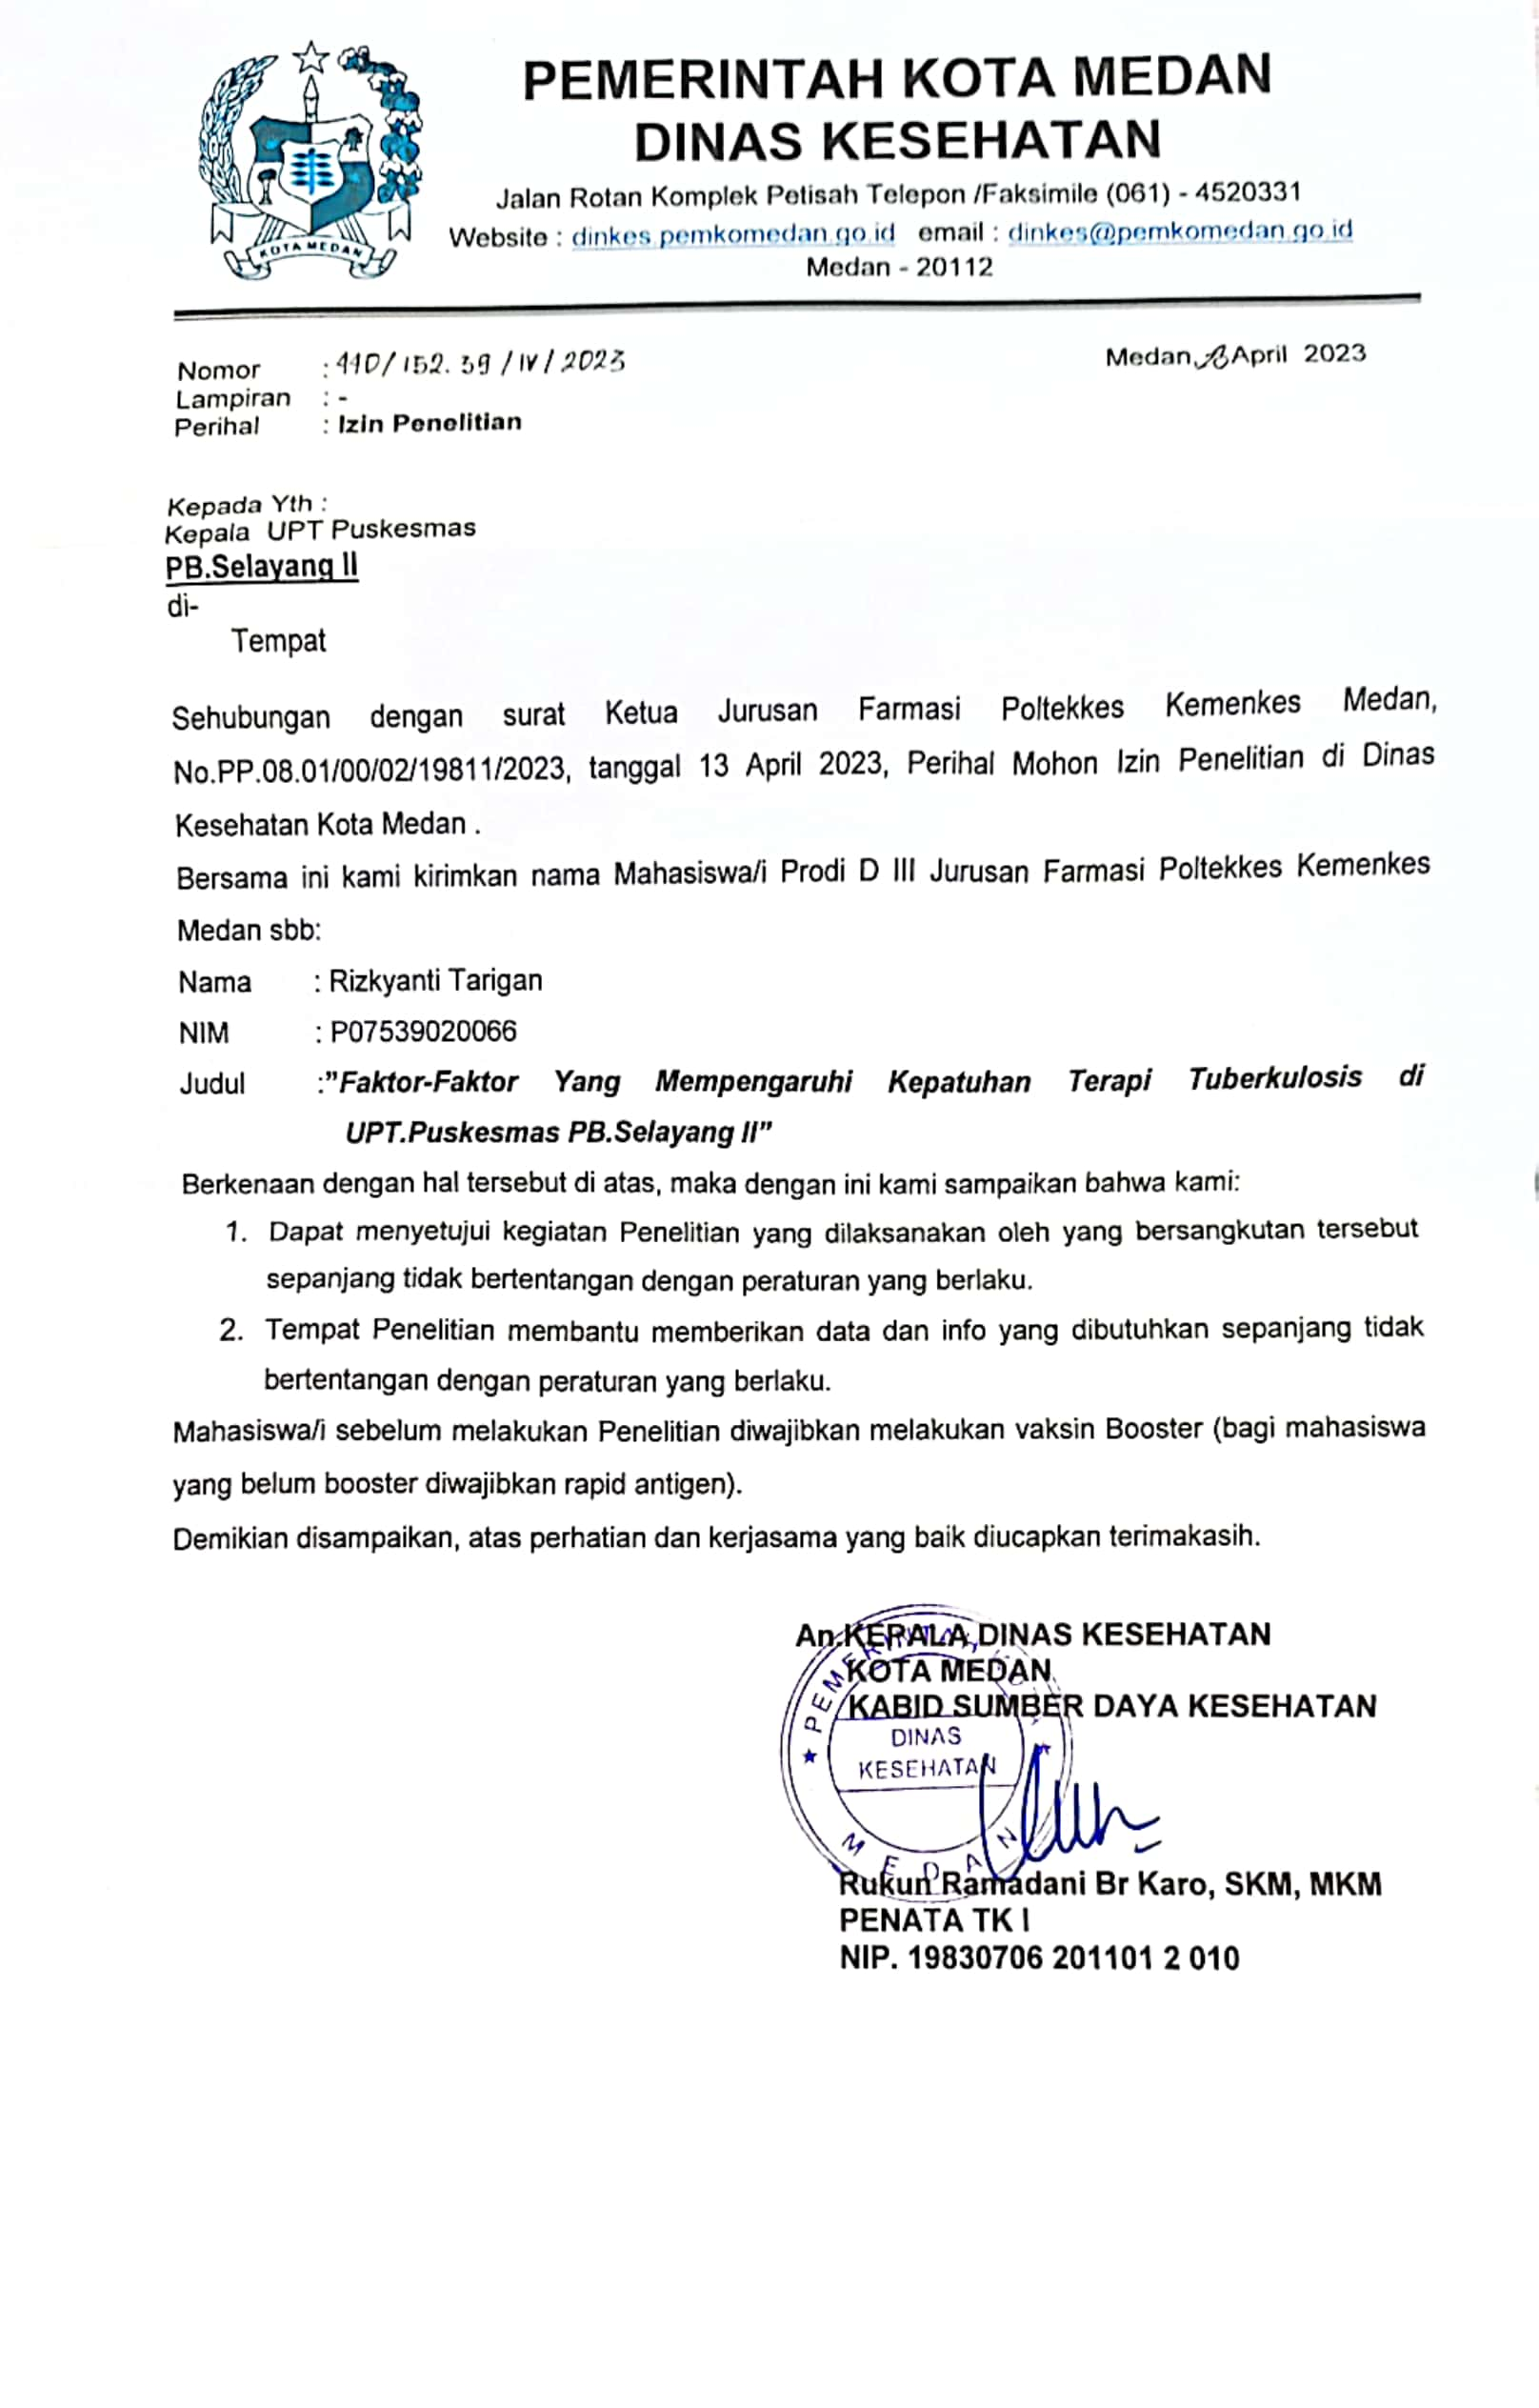 PEMERINTAH KOTA MEDAN
DINAS KESEHATAN
Jalan Rotan Komplek Petisah Telepon /Faksimile (061) - 4520331
Website : dinkes.pemkomedan.go.id email : dinkes@pemkomedan.go.id
Medan - 20112
KOTA MEDAN
Nomor : 440/152.39/IV/2023
Medan, April 2023
Lampiran : -
Perihal : Izin Penelitian
Kepada Yth :
Kepala UPT Puskesmas
PB.Selayang II
di-
Tempat
Sehubungan dengan surat Ketua Jurusan Farmasi Poltekkes Kemenkes Medan,
No.PP.08.01/00/02/19811/2023, tanggal 13 April 2023, Perihal Mohon Izin Penelitian di Dinas
Kesehatan Kota Medan .
Bersama ini kami kirimkan nama Mahasiswa/i Prodi D III Jurusan Farmasi Poltekkes Kemenkes
Medan sbb:
Nama : Rizkyanti Tarigan
NIM : P07539020066
Judul :”Faktor-Faktor Yang Mempengaruhi Kepatuhan Terapi Tuberkulosis di
UPT.Puskesmas PB.Selayang II”
Berkenaan dengan hal tersebut di atas, maka dengan ini kami sampaikan bahwa kami:
1. Dapat menyetujui kegiatan Penelitian yang dilaksanakan oleh yang bersangkutan tersebut
sepanjang tidak bertentangan dengan peraturan yang berlaku.
2. Tempat Penelitian membantu memberikan data dan info yang dibutuhkan sepanjang tidak
bertentangan dengan peraturan yang berlaku.
Mahasiswa/i sebelum melakukan Penelitian diwajibkan melakukan vaksin Booster (bagi mahasiswa
yang belum booster diwajibkan rapid antigen).
Demikian disampaikan, atas perhatian dan kerjasama yang baik diucapkan terimakasih.
An.KEPALA DINAS KESEHATAN
KOTA MEDAN
KABID SUMBER DAYA KESEHATAN
DINAS
KESEHATAN
MEDAN
Rukun Ramadani Br Karo, SKM, MKM
PENATA TK I
NIP. 19830706 201101 2 010